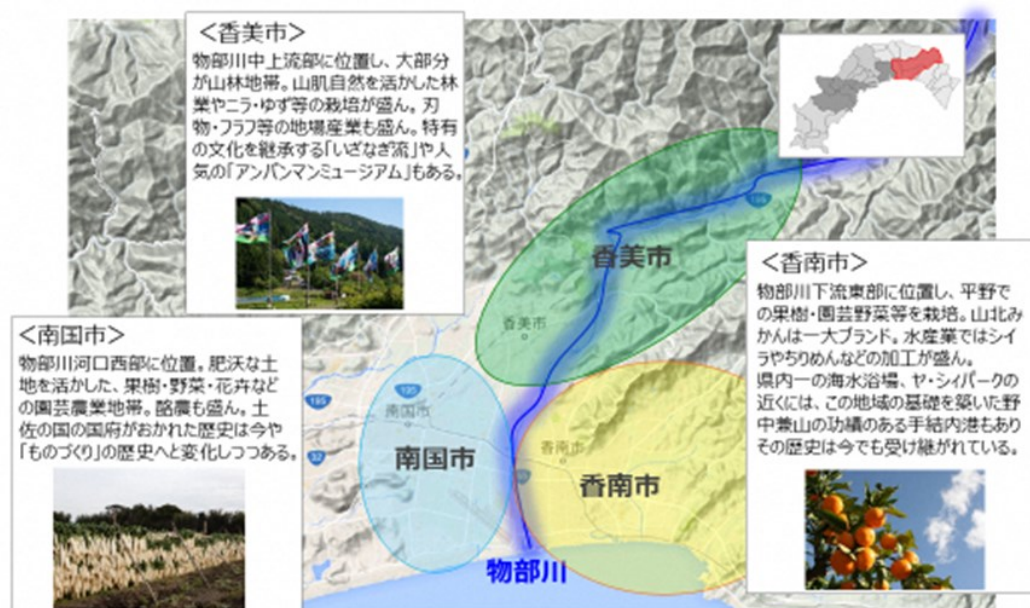 ＜香美市＞
物部川中上流部に位置し、大部分
が山林地帯。山肌自然を活かした林
業やニラ・ゆず等の栽培が盛ん。刃
物・フラフ等の地場産業も盛ん。特有
の文化を継承する「いざなぎ流」や人
気の「アンパンマンミュージアム」もある。
＜南国市＞
物部川河口西部に位置。肥沃な土
地を活かした、果樹・野菜・花卉など
の園芸農業地帯。酪農も盛ん。土
佐の国の国府がおかれた歴史は今や
「ものづくり」の歴史へと変化しつつある。
＜香南市＞
物部川下流東部に位置し、平野で
の果樹・園芸野菜等を栽培。山北み
かんは一大ブランド。水産業ではシイ
ラやちりめんなどの加工が盛ん。
県内一の海水浴場、ヤ・シィパークの
近くには、この地域の基礎を築いた野
中兼山の功績のある手結内港もあり
その歴史は今でも受け継がれている。
香美市
香美市
195
195
南国市
南国市
32
香南市
香南市
物部川